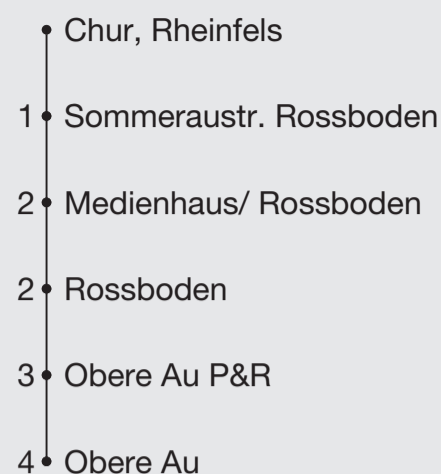 Chur, Rheinfels
1 Sommeraustr. Rossboden
2 Medienhaus/ Rossboden
2 Rossboden
3 Obere Au P&R
4 Obere Au